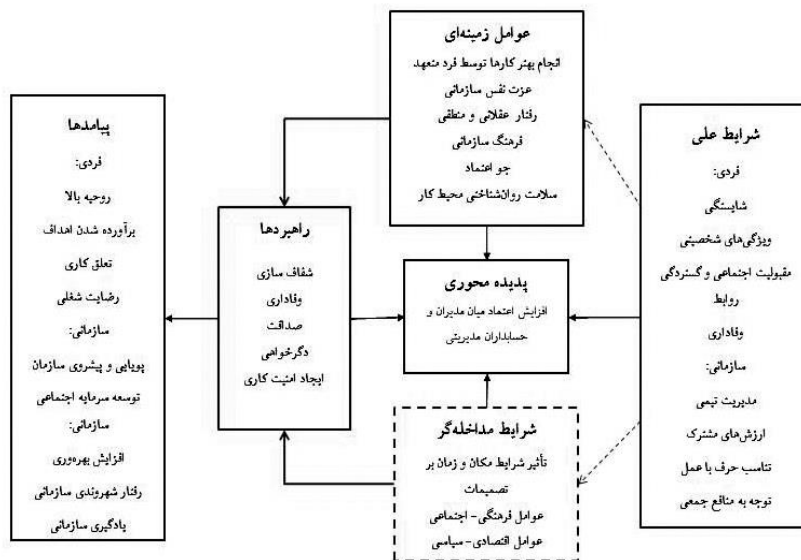 عوامل زمینه‌ای
انجام بهتر کارها توسط فرد متعهد
عزت نفس سازمانی
رفتار عقلانی و منطقی
فرهنگ سازمانی
جو اعتماد
سلامت روان‌شناختی محیط کار
شرایط علی
فردی:
شایستگی
ویژگی‌های شخصیتی
مقبولیت اجتماعی و گستردگی
روابط
وفاداری
سازمانی:
مدیریت تیمی
ارزش‌های مشترک
تناسب حرف با عمل
توجه به منافع جمعی
پدیده محوری
افزایش اعتماد میان مدیران و
حسابداران مدیریتی
شرایط مداخله‌گر
تأثیر شرایط مکان و زمان بر
تصمیمات
عوامل فرهنگی- اجتماعی
عوامل اقتصادی- سیاسی
راهبردها
شفاف سازی
وفاداری
صداقت
دگرخواهی
ایجاد امنیت کاری
پیامدها
فردی:
روحیه بالا
برآورده شدن اهداف
تعلق کاری
رضایت شغلی
سازمانی:
پویایی و پیشروی سازمان
توسعه سرمایه اجتماعی
سازمانی:
افزایش بهره‌وری
رفتار شهروندی سازمانی
یادگیری سازمانی